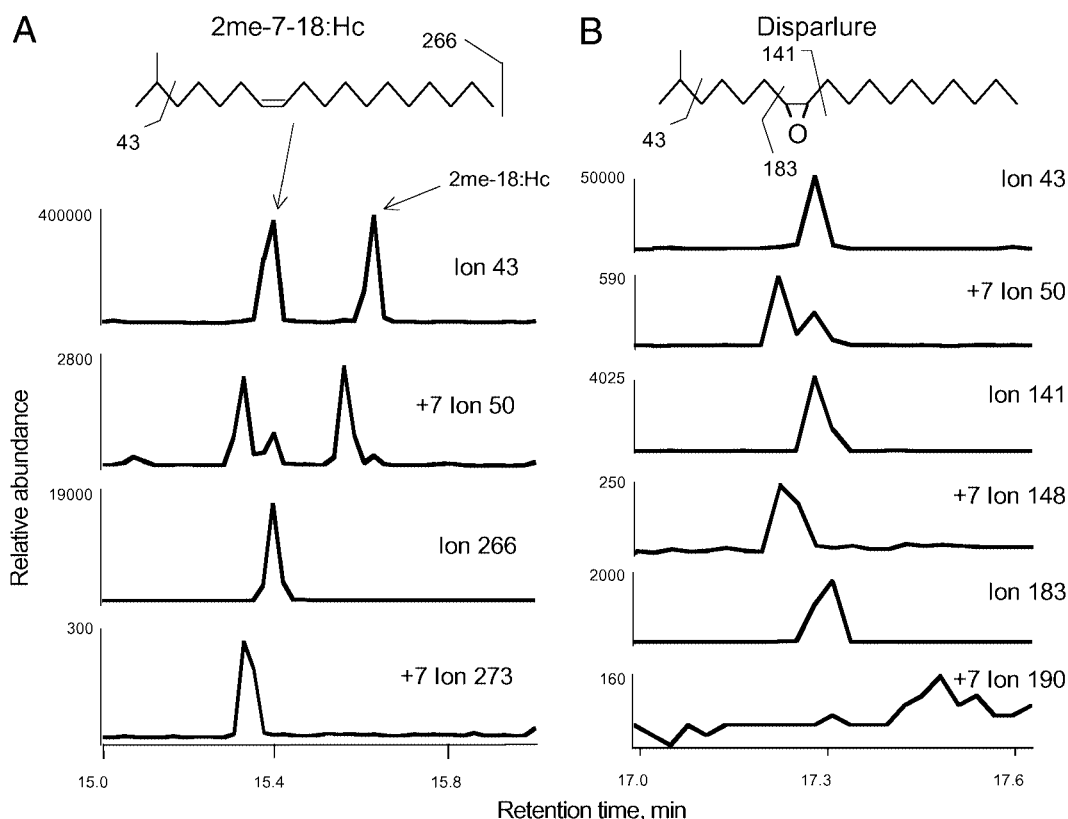 A
2me-7-18:Hc
266
43
2me-18:Hc
400000
Ion 43
2800
+7 Ion 50
19000
Ion 266
300
+7 Ion 273
15.0
15.4
15.8
Relative abundance
B
Disparlure
141
43
O
183
50000
Ion 43
590
+7 Ion 50
4025
Ion 141
250
+7 Ion 148
2000
Ion 183
160
+7 Ion 190
17.0
17.3
17.6
Retention time, min